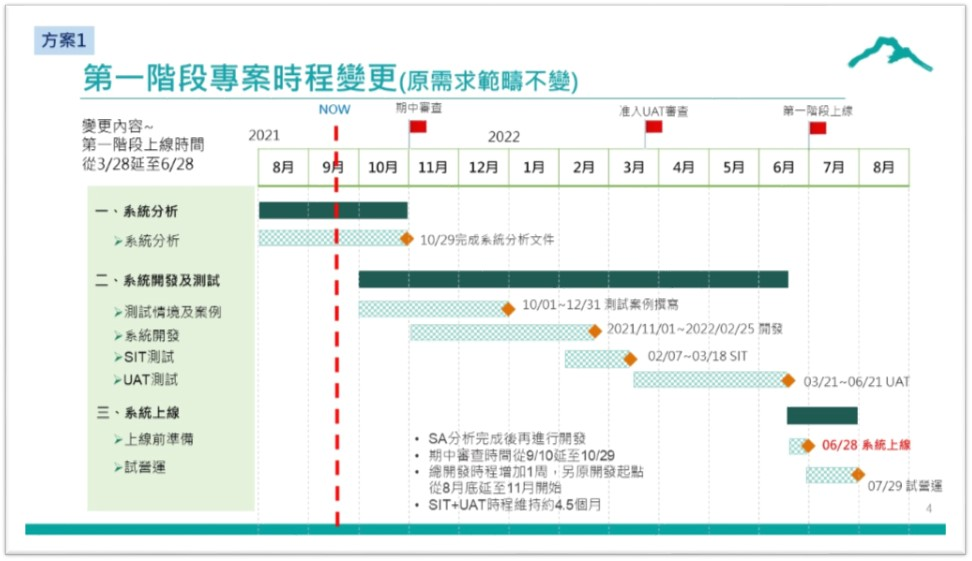 方案1
第一階段專案時程變更(原需求範疇不變)
變更內容~
第一階段上線時間
從3/28延至6/28
NOW
期中審查
准入UAT審查
第一階段上線
2021
2022
8月 9月 10月 11月 12月 1月 2月 3月 4月 5月 6月 7月 8月
一、系統分析
➢系統分析
10/29完成系統分析文件
二、系統開發及測試
➢測試情境及案例
10/01~12/31 測試案例撰寫
➢系統開發
2021/11/01~2022/02/25 開發
➢SIT測試
02/07~03/18 SIT
➢UAT測試
03/21~06/21 UAT
三、系統上線
➢上線前準備
06/28 系統上線
➢試營運
07/29 試營運
• SA分析完成後再進行開發
• 期中審查時間從9/10延至10/29
• 總開發時程增加1周，另原開發起點
從8月底延至11月開始
• SIT+UAT時程維持約4.5個月
4